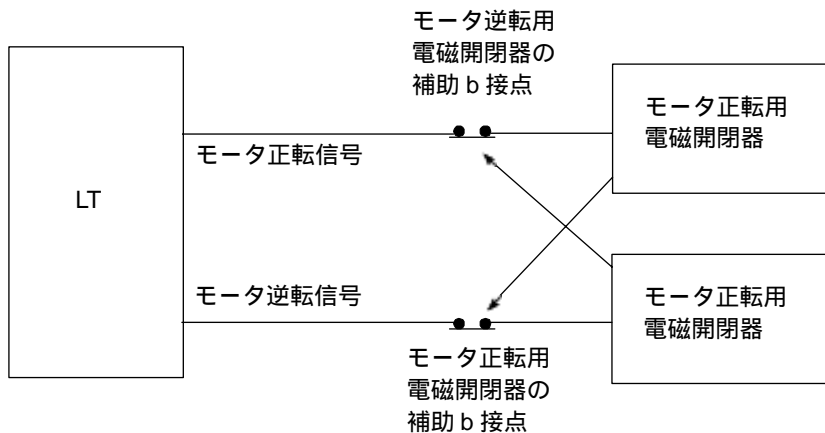 モータ逆転用
電磁開閉器の
補助 b 接点
モータ正転用
電磁開閉器
モータ正転信号
LT
モータ逆転信号
モータ正転用
電磁開閉器
モータ正転用
電磁開閉器の
補助 b 接点